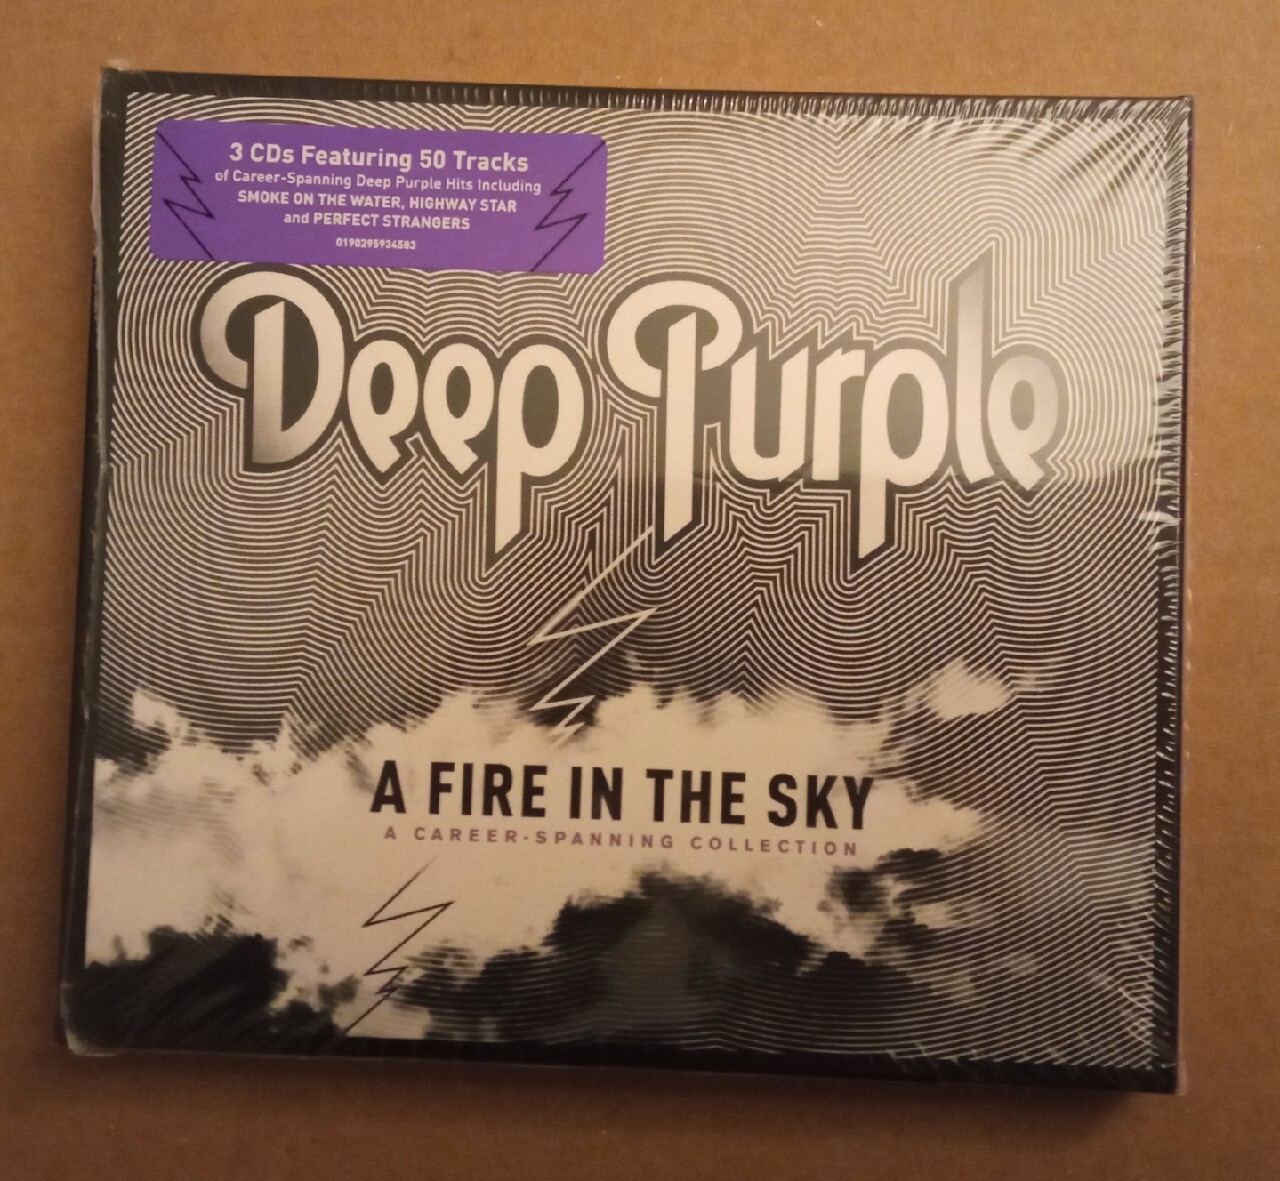 3 CDs Featuring 50 Tracks
of Career-Spanning Deep Purple Hits Including
SMOKE ON THE WATER, HIGHWAY STAR
and PERFECT STRANGERS
0190295934583
Deep Purple
A FIRE IN THE SKY
A CAREER-SPANNING COLLECTION